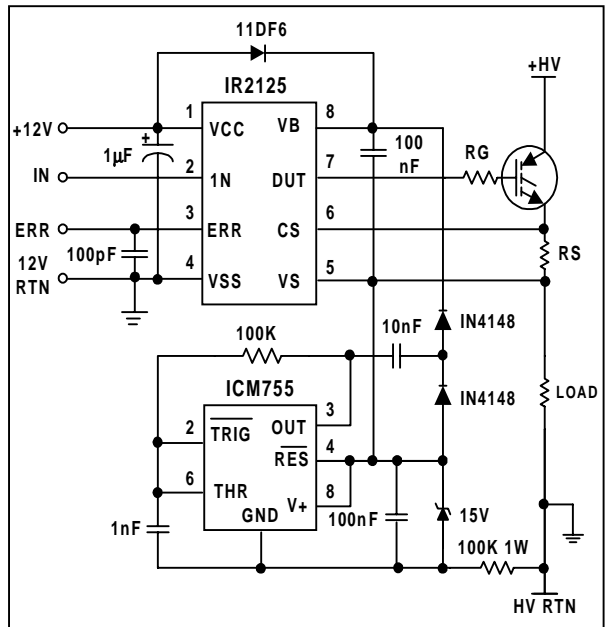 11DF6
IR2125
+HV
+12V
1
VCC
VB
8
1μF
+
100
nF
RG
IN
2
1N
DUT
7
ERR
3
ERR
CS
6
100pF
RS
12V
RTN
4
VSS
VS
5
100K
10nF
IN4148
ICM755
IN4148
LOAD
2
TRIG
OUT
3
RES
4
6
THR
V+
8
GND
1nF
100nF
15V
100K 1W
HV RTN